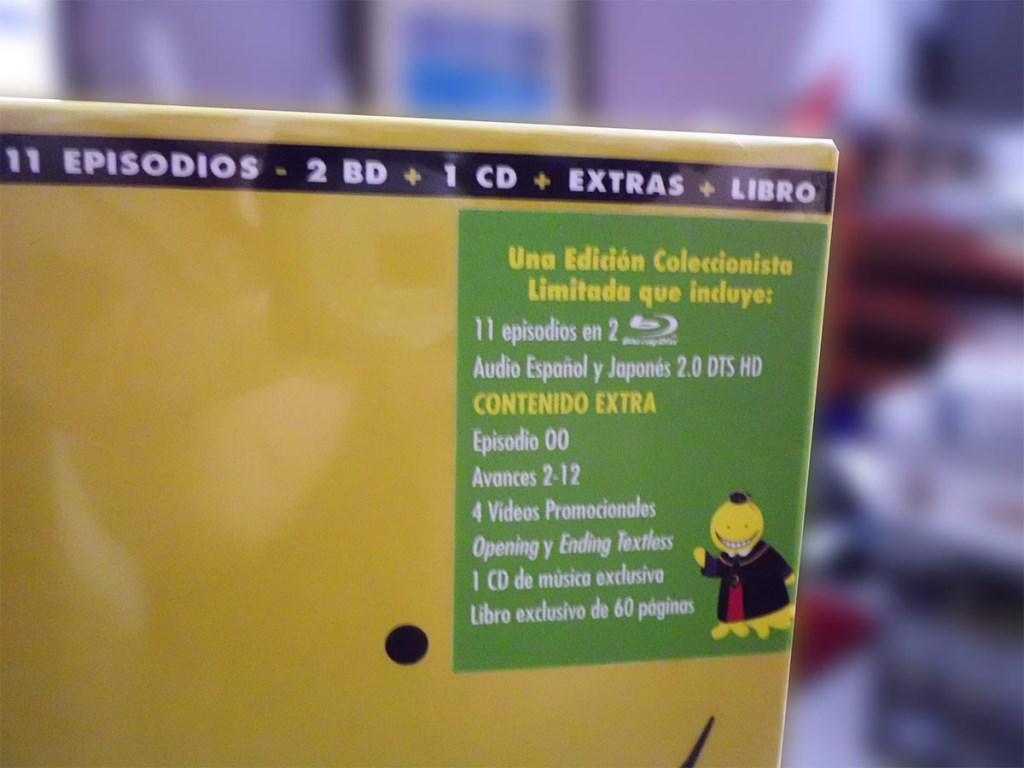 11 EPISODIOS - 2 BD + 1 CD + EXTRAS + LIBRO
Una Edición Coleccionista
Limitada que incluye:
11 episodios en 2
Audio Español y Japonés 2.0 DTS HD
CONTENIDO EXTRA
Episodio 00
Avances 2-12
4 Vídeos Promocionales
Opening y Ending Textless
1 CD de música exclusiva
Libro exclusivo de 60 páginas